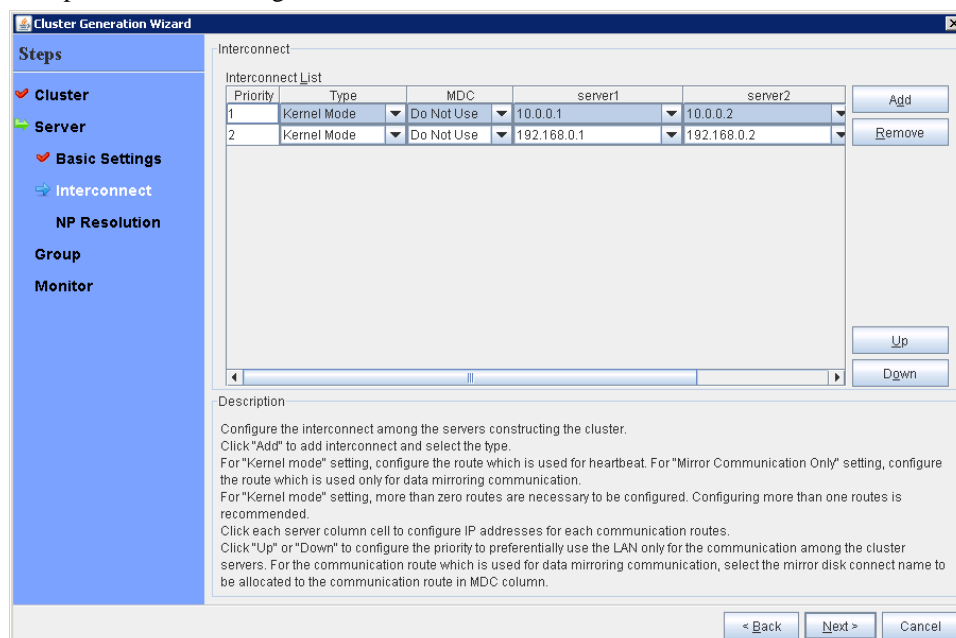 Cluster Generation Wizard
Steps
Cluster
Server
Basic Settings
Interconnect
NP Resolution
Group
Monitor
Interconnect
Interconnect List
Priority Type MDC server1 server2
1 Kernel Mode Do Not Use 10.0.0.1 10.0.0.2
2 Kernel Mode Do Not Use 192.168.0.1 192.168.0.2
Add
Remove
Up
Down
Description
Configure the interconnect among the servers constructing the cluster.
Click "Add" to add interconnect and select the type.
For "Kernel mode" setting, configure the route which is used for heartbeat. For "Mirror Communication Only" setting, configure
the route which is used only for data mirroring communication.
For "Kernel mode" setting, more than zero routes are necessary to be configured. Configuring more than one routes is
recommended.
Click each server column cell to configure IP addresses for each communication routes.
Click "Up" or "Down" to configure the priority to preferentially use the LAN only for the communication among the cluster
servers. For the communication route which is used for data mirroring communication, select the mirror disk connect name to
be allocated to the communication route in MDC column.
< Back Next > Cancel